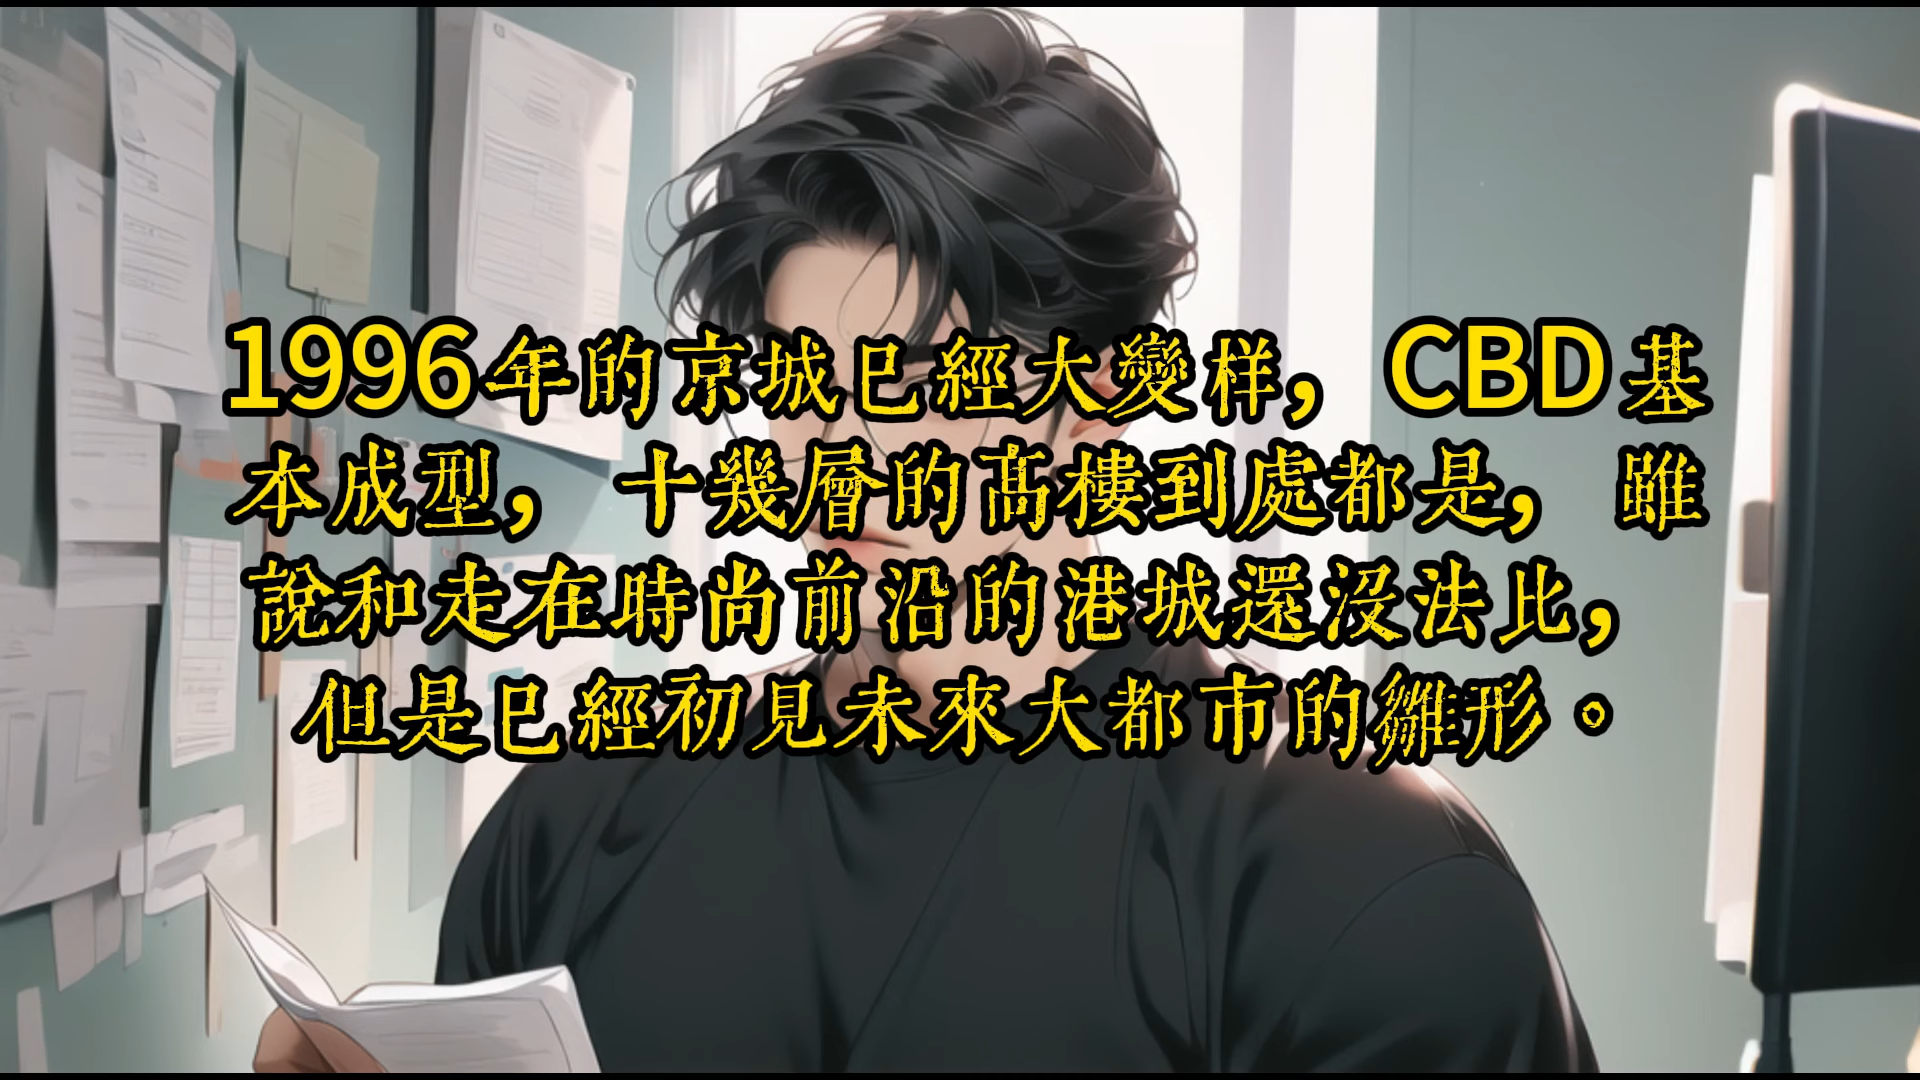 1996年的京城已經大變样，CBD基
本成型，十幾層的高樓到處都是，雖
說和走在時尚前沿的港城還沒法比，
但是已經初見未來大都市的雛形。